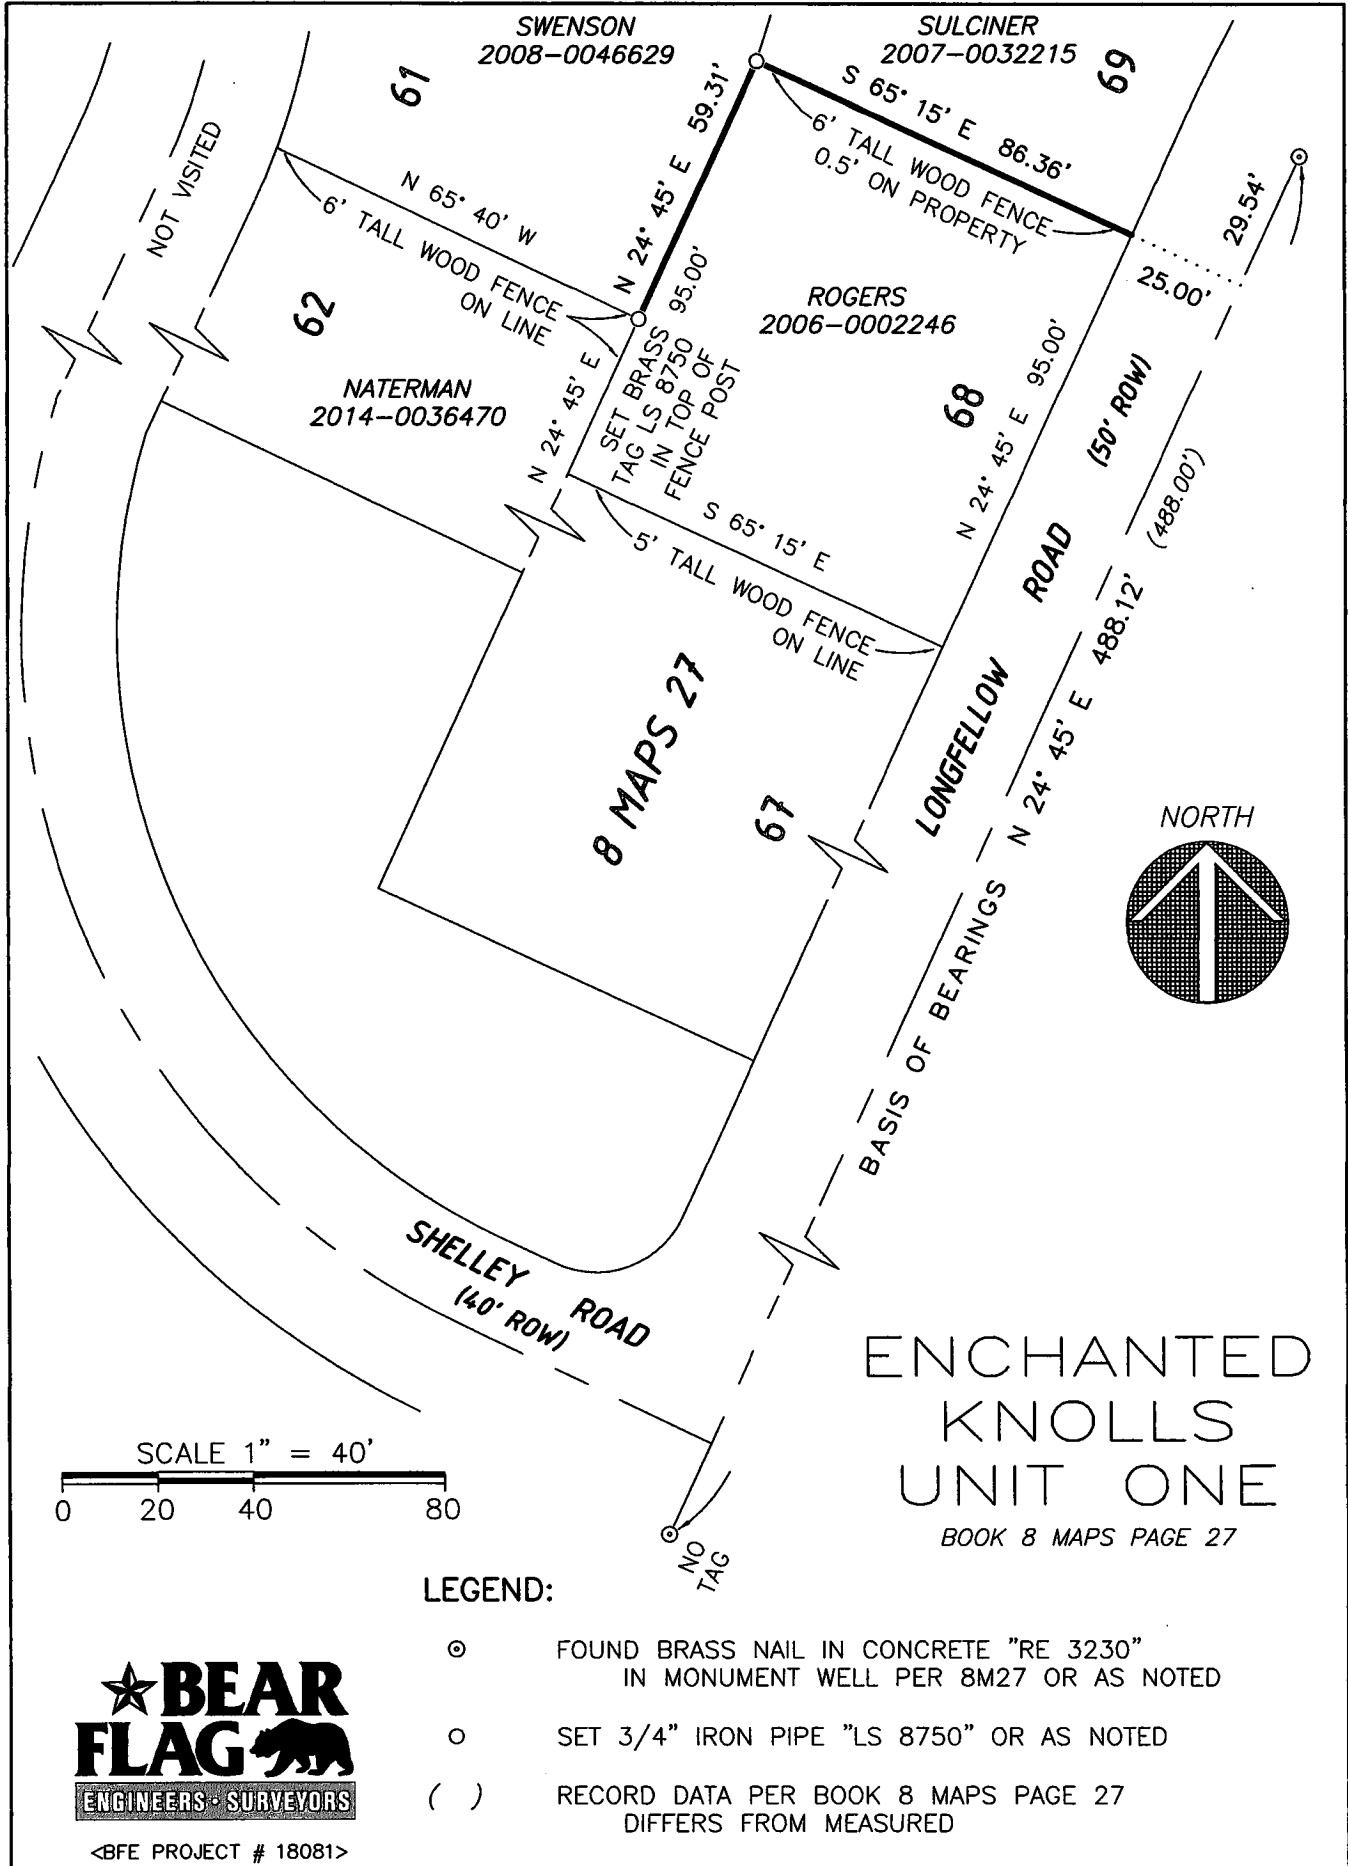 SWENSON
2008-0046629
SULCINER
2007-0032215
61
69
NOT VISITED
N 65° 40' W
6' TALL WOOD FENCE
ON LINE
N 24° 45' E 59.31'
S 65° 15' E 86.36'
6' TALL WOOD FENCE
0.5' ON PROPERTY
29.54'
25.00'
62
NATERMAN
2014-0036470
N 24° 45' E
95.00'
SET BRASS
TAG LS 8750
IN TOP OF
FENCE POST
ROGERS
2006-0002246
68
N 24° 45' E 95.00'
S 65° 15' E
5' TALL WOOD FENCE
ON LINE
LONGFELLOW ROAD (50' ROW)
8 MAPS 27
67
BASIS OF BEARINGS N 24° 45' E 488.12' (488.00')
NORTH
SHELLEY ROAD
(40' ROW)
NO
TAG
ENCHANTED
KNOLLS
UNIT ONE
BOOK 8 MAPS PAGE 27
SCALE 1" = 40'
0 20 40 80
LEGEND:
FOUND BRASS NAIL IN CONCRETE "RE 3230"
IN MONUMENT WELL PER 8M27 OR AS NOTED
SET 3/4" IRON PIPE "LS 8750" OR AS NOTED
( ) RECORD DATA PER BOOK 8 MAPS PAGE 27
DIFFERS FROM MEASURED
BEAR
FLAG
ENGINEERS · SURVEYORS
<BFE PROJECT # 18081>